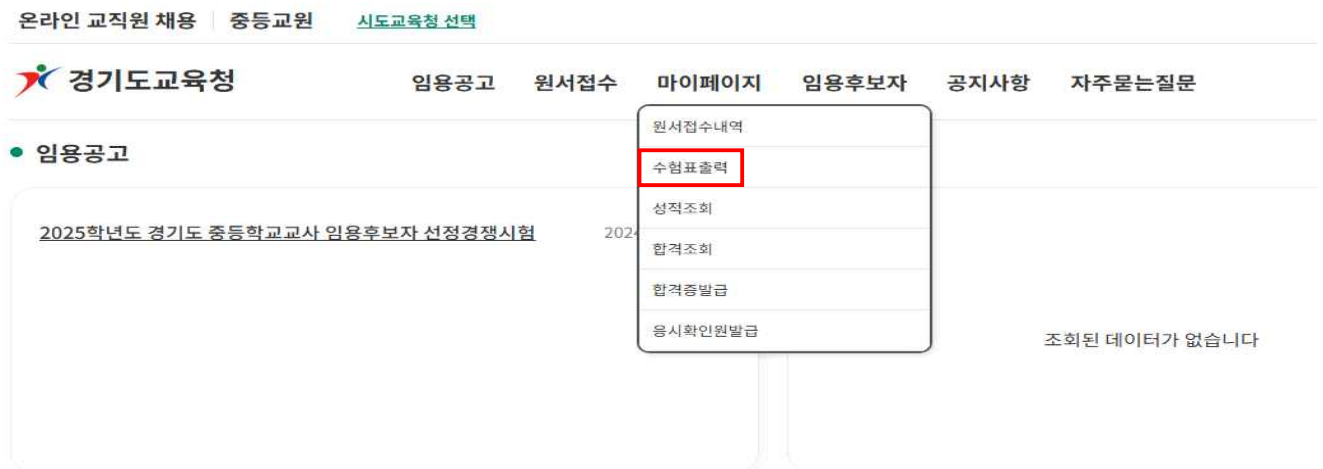 온라인 교직원 채용 중등교원 시도교육청 선택
경기도교육청 임용공고 원서접수 마이페이지 임용후보자 공지사항 자주묻는질문
임용공고
원서접수내역
수험표출력
성적조회
합격조회
합격증발급
응시확인원발급
2025학년도 경기도 중등학교교사 임용후보자 선정경쟁시험 202
조회된 데이터가 없습니다